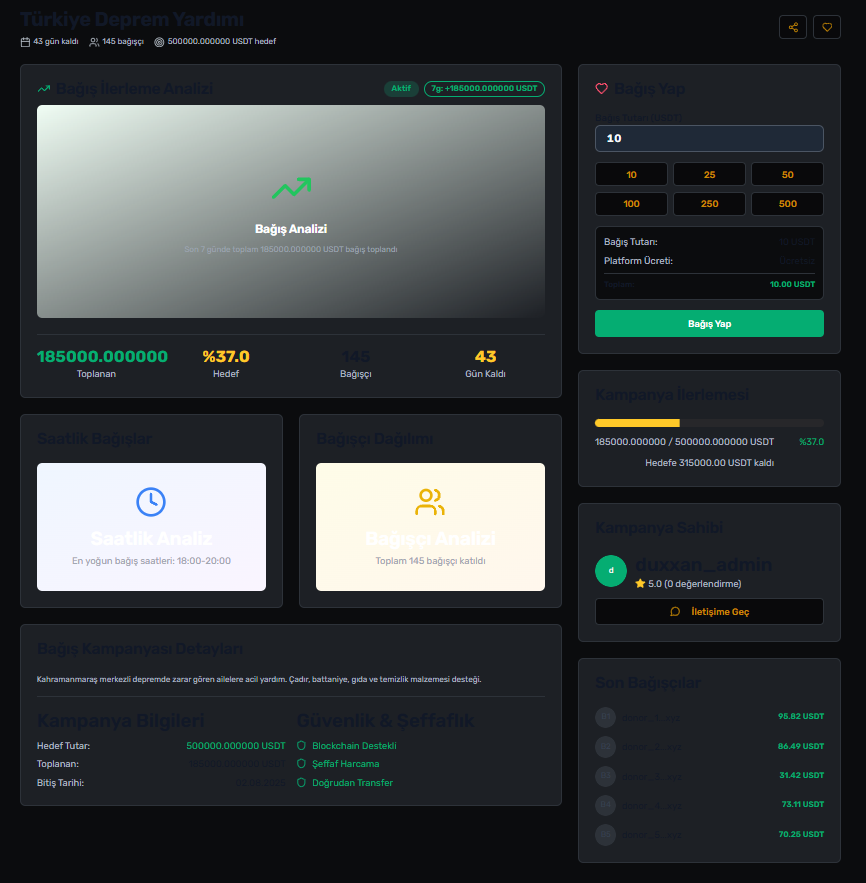 Türkiye Deprem Yardımı
43 gün kaldı 145 bağışçı 500000.000000 USDT hedef
Bağış İlerleme Analizi
Aktif 7g: +185000.000000 USDT
Bağış Analizi
Son 7 günde toplam 185000.000000 USDT bağış toplandı
185000.000000 %37.0 145 43
Toplanan Hedef Bağışçı Gün Kaldı
Saatlik Bağışlar
Saatlik Analiz
En yoğun bağış saatleri: 18:00-20:00
Bağışçı Dağılımı
Bağışçı Analizi
Toplam 145 bağışçı katıldı
Bağış Kampanyası Detayları
Kahramanmaraş merkezli depremde zarar gören ailelere acil yardım. Çadır, battaniye, gıda ve temizlik malzemesi desteği.
Kampanya Bilgileri
Hedef Tutar: 500000.000000 USDT
Toplanan: 185000.000000 USDT
Bitiş Tarihi:
Güvenlik & Şeffaflık
Blockchain Destekli
Şeffaf Harcama
Doğrudan Transfer
Bağış Yap
Bağış Tutarı (USDT)
10
10 25 50
100 250 500
Bağış Tutarı: 10 USDT
Platform Ücreti: Ücretsiz
Toplam: 10.00 USDT
Bağış Yap
Kampanya İlerlemesi
185000.000000 / 500000.000000 USDT %37.0
Hedefe 315000.00 USDT kaldı
Kampanya Sahibi
d duxxan_admin
5.0 (0 değerlendirme)
İletişime Geç
Son Bağışçılar
95.82 USDT
86.49 USDT
31.42 USDT
73.11 USDT
70.25 USDT